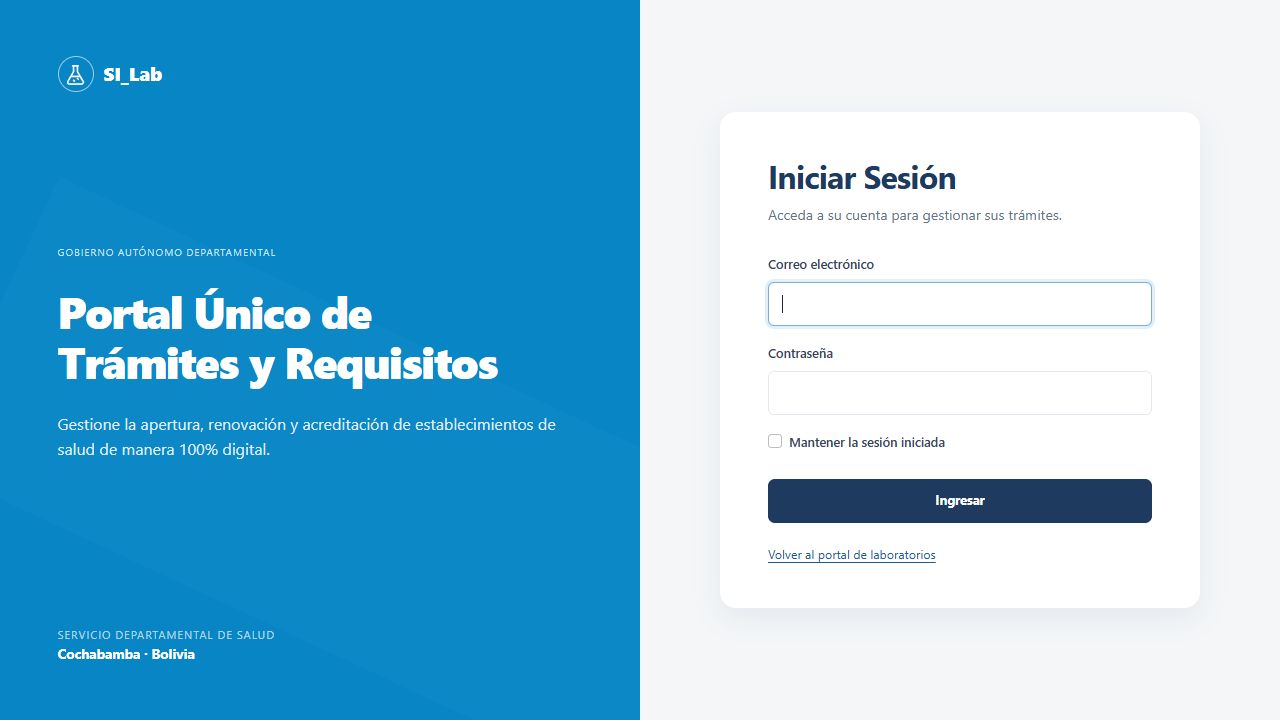 SI_Lab
GOBIERNO AUTÓNOMO DEPARTAMENTAL
Portal Único de
Trámites y Requisitos
Gestione la apertura, renovación y acreditación de establecimientos de
salud de manera 100% digital.
SERVICIO DEPARTAMENTAL DE SALUD
Cochabamba · Bolivia
Iniciar Sesión
Acceda a su cuenta para gestionar sus trámites.
Correo electrónico
Contraseña
Mantener la sesión iniciada
Ingresar
Volver al portal de laboratorios